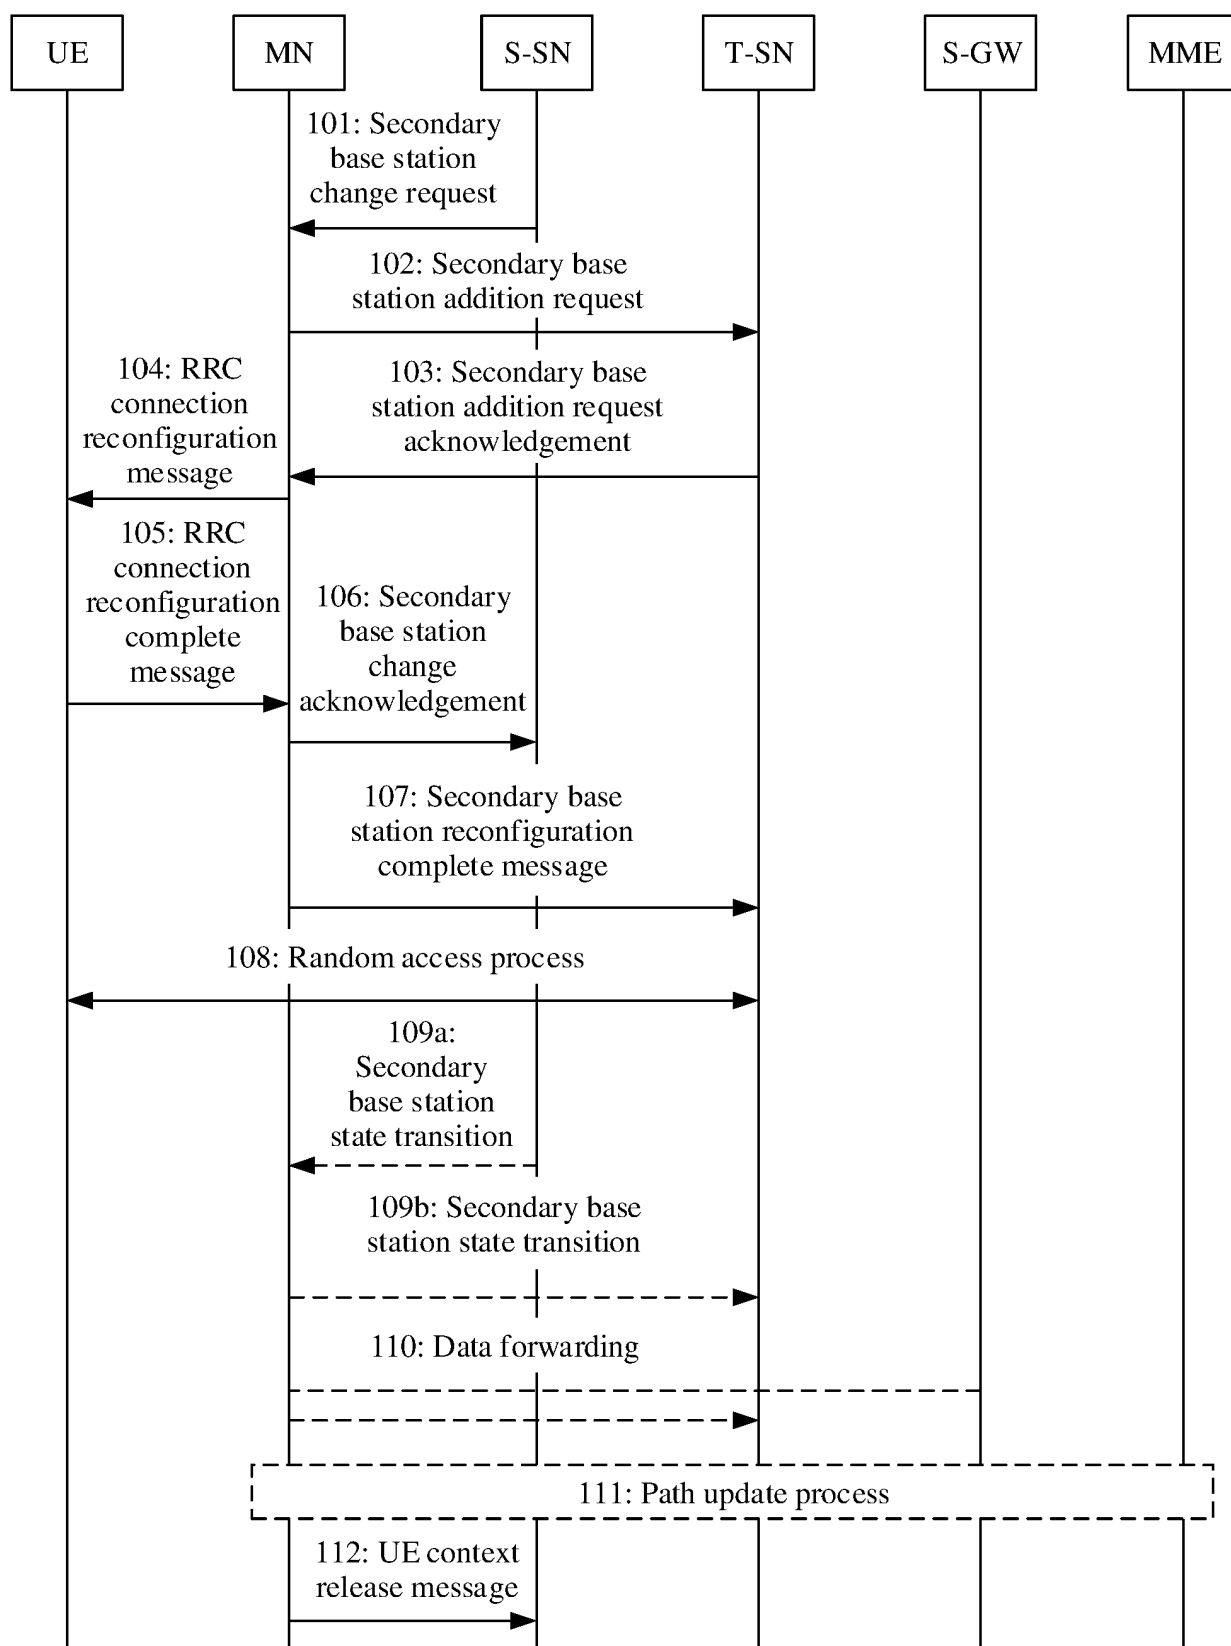 UE
MN
S-SN
T-SN
S-GW
MME
101: Secondary
base station
change request
102: Secondary base
station addition request
103: Secondary base
station addition request
acknowledgement
104: RRC
connection
reconfiguration
message
105: RRC
connection
reconfiguration
complete
message
106: Secondary
base station
change
acknowledgement
107: Secondary base
station reconfiguration
complete message
108: Random access process
109a:
Secondary
base station
state transition
109b: Secondary base
station state transition
110: Data forwarding
111: Path update process
112: UE context
release message